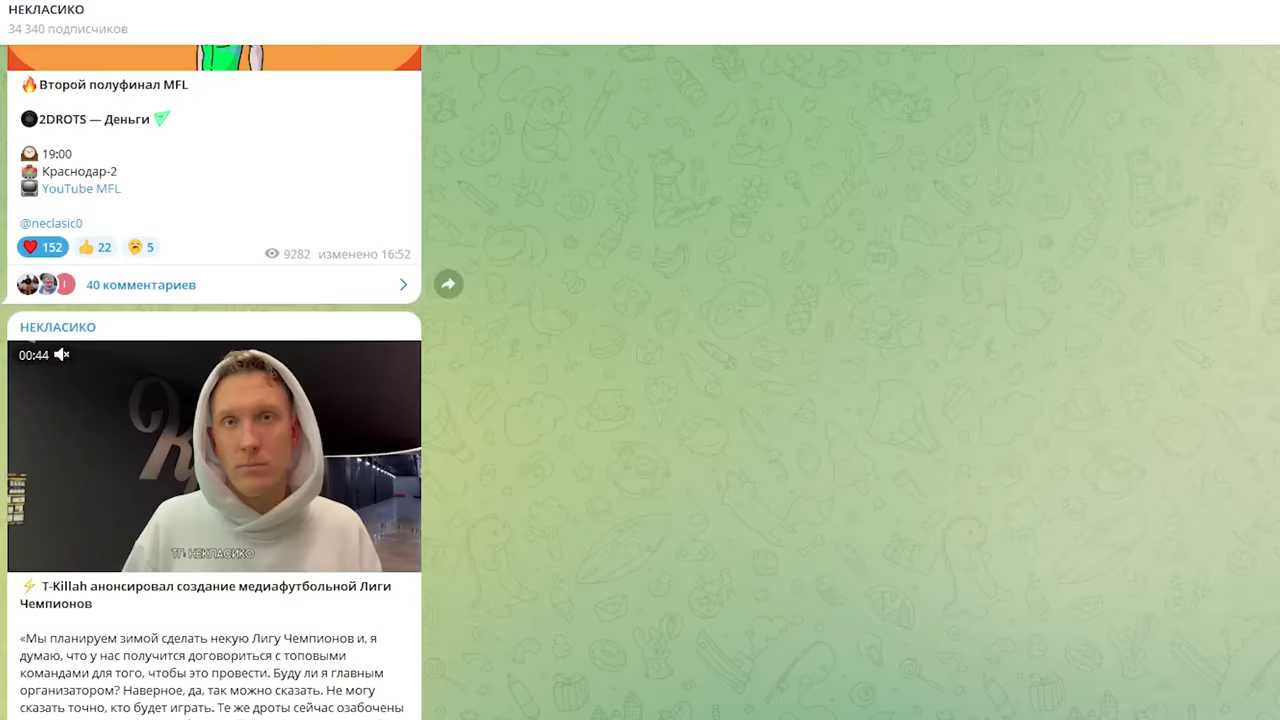 НЕКЛАСИКО
34 340 подписчиков
🔥Второй полуфинал MFL
2DROTS — Деньги
19:00
Краснодар-2
YouTube MFL
@neclasic0
152 22 5 9282 изменено 16:52
I 40 комментариев
НЕКЛАСИКО
00:44
ТГ: НЕКЛАСИКО
⚡ T-Killah анонсировал создание медиафутбольной Лиги
Чемпионов
«Мы планируем зимой сделать некую Лигу Чемпионов и, я
думаю, что у нас получится договориться с топовыми
командами для того, чтобы это провести. Буду ли я главным
организатором? Наверное, да, так можно сказать. Не могу
сказать точно, кто будет играть. Те же дроты сейчас озабочены